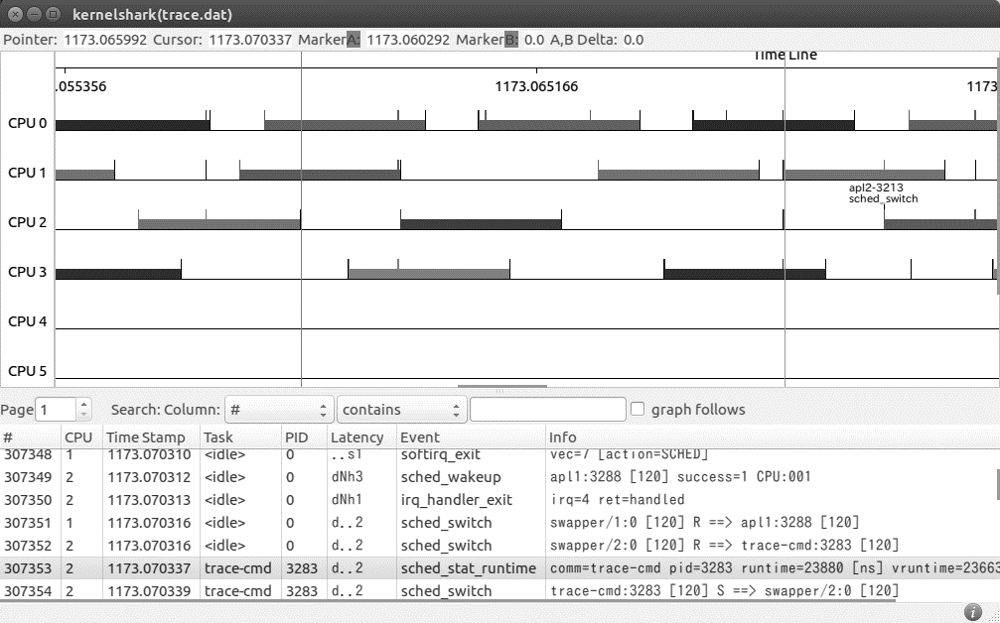 kernelshark(trace.dat)
Pointer: 1173.065992 Cursor: 1173.070337 MarkerA: 1173.060292 MarkerB: 0.0 A,B Delta: 0.0
Time Line
.055356 1173.065166 1173
CPU 0
CPU 1
apl2-3213
sched_switch
CPU 2
CPU 3
CPU 4
CPU 5
Page 1 Search: Column: # contains graph follows
# CPU Time Stamp Task PID Latency Event Info
307348 1 1173.070310 <idle> 0 ..s1 softirq_exit vec=7 [action=SCHED]
307349 2 1173.070312 <idle> 0 dNh3 sched_wakeup apl1:3288 [120] success=1 CPU:001
307350 2 1173.070313 <idle> 0 dNh1 irq_handler_exit irq=4 ret=handled
307351 1 1173.070316 <idle> 0 d..2 sched_switch swapper/1:0 [120] R ==> apl1:3288 [120]
307352 2 1173.070316 <idle> 0 d..2 sched_switch swapper/2:0 [120] R ==> trace-cmd:3283 [120]
307353 2 1173.070337 trace-cmd 3283 d..2 sched_stat_runtime comm=trace-cmd pid=3283 runtime=23880 [ns] vruntime=23663
307354 2 1173.070339 trace-cmd 3283 d..2 sched_switch trace-cmd:3283 [120] S ==> swapper/2:0 [120]